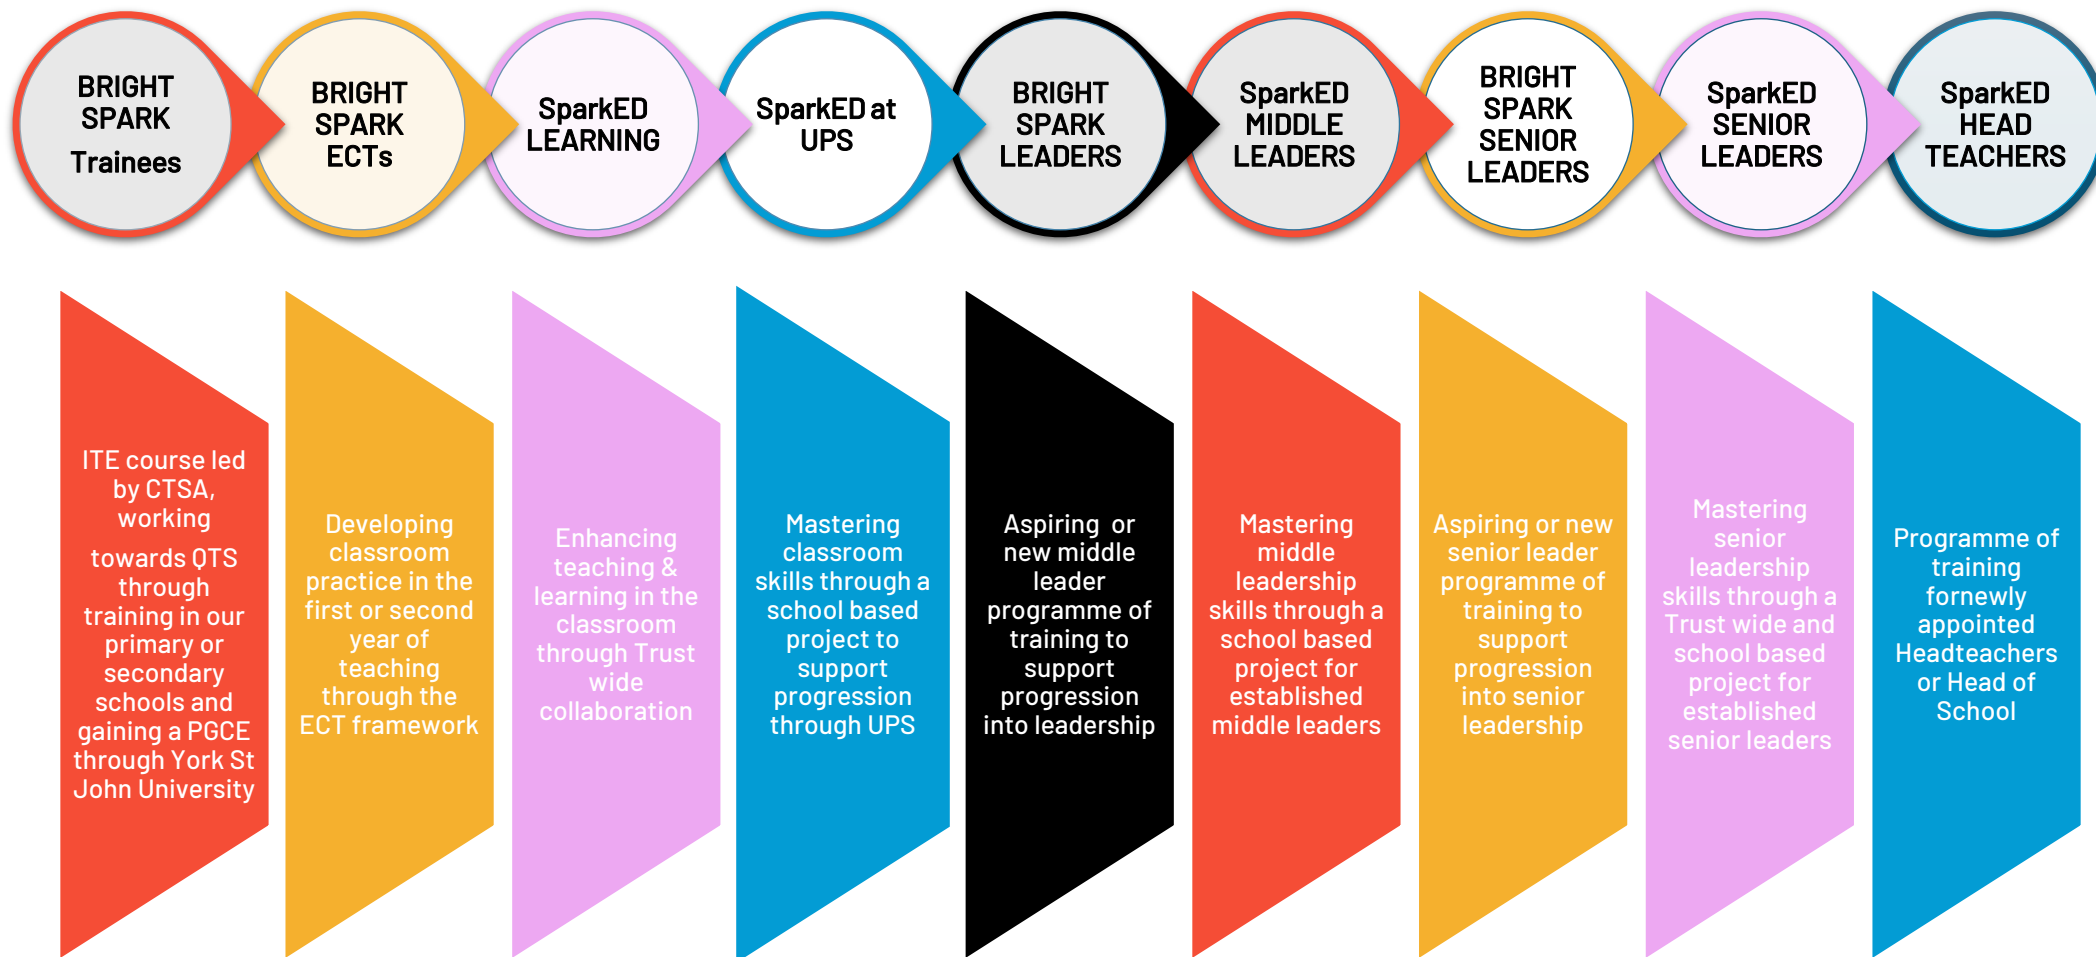 BRIGHT
SPARK
Trainees
BRIGHT
SPARK
ECTs
SparkED
LEARNING
SparkED at
UPS
BRIGHT
SPARK
LEADERS
SparkED
MIDDLE
LEADERS
BRIGHT
SPARK
SENIOR
LEADERS
SparkED
SENIOR
LEADERS
SparkED
HEAD
TEACHERS
ITE course led
by CTSA,
working
towards QTS
through
training in our
primary or
secondary
schools and
gaining a PGCE
through York St
John University
Developing
classroom
practice in the
first or second
year of
teaching
through the
ECT framework
Enhancing
teaching &
learning in the
classroom
through Trust
wide
collaboration
Mastering
classroom
skills through a
school based
project to
support
progression
through UPS
Aspiring  or
new middle
leader
programme of
training to
support
progression
into leadership
Mastering
middle
leadership
skills through a
school based
project for
established
middle leaders
Aspiring or new
senior leader
programme of
training to
support
progression
into senior
leadership
Mastering
senior
leadership
skills through a
Trust wide and
school based
project for
established
senior leaders
Programme of
training
fornewly
appointed
Headteachers
or Head of
School